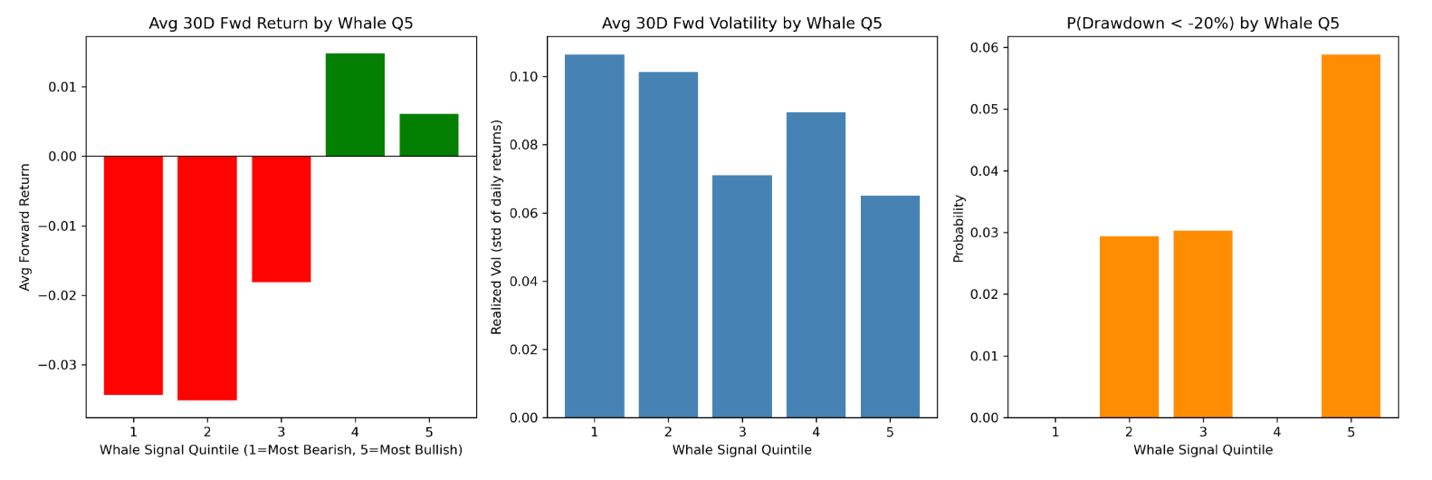 Avg 30D Fwd Return by Whale Q5
Avg Forward Return
0.01
0.00
−0.01
−0.02
−0.03
1 2 3 4 5
Whale Signal Quintile (1=Most Bearish, 5=Most Bullish)
Avg 30D Fwd Volatility by Whale Q5
Realized Vol (std of daily returns)
0.10
0.08
0.06
0.04
0.02
0.00
1 2 3 4 5
Whale Signal Quintile
P(Drawdown < -20%) by Whale Q5
Probability
0.06
0.05
0.04
0.03
0.02
0.01
0.00
1 2 3 4 5
Whale Signal Quintile